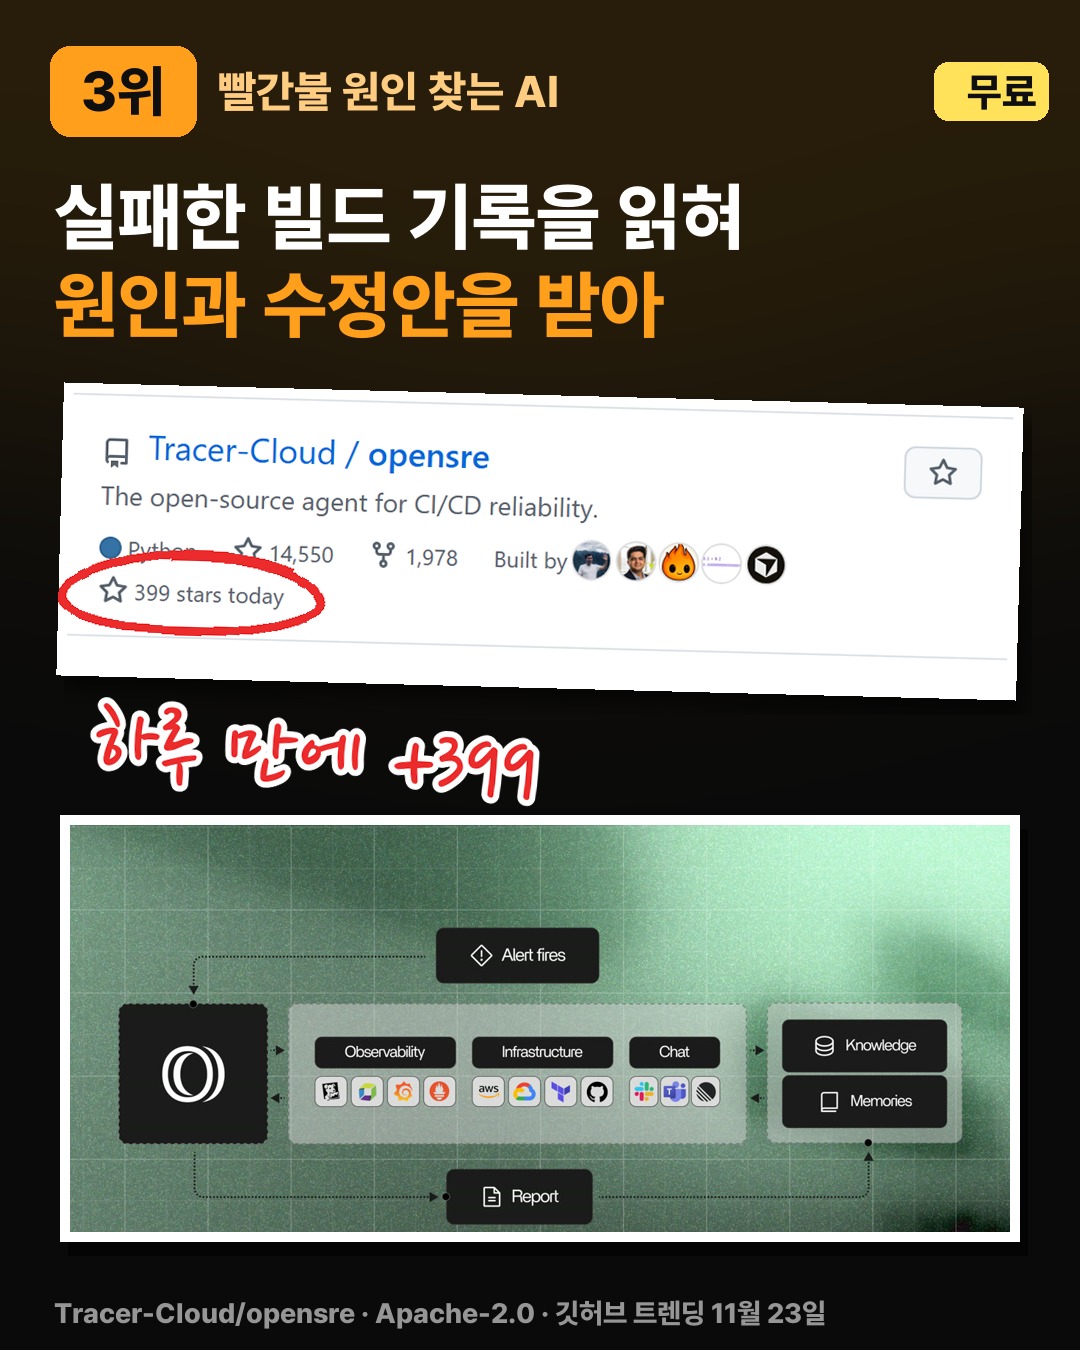 3위
빨간불 원인 찾는 AI
무료
실패한 빌드 기록을 읽혀
원인과 수정안을 받아
Tracer-Cloud / opensre
The open-source agent for CI/CD reliability.
Python 14,550 1,978 Built by
399 stars today
하루 만에 +399
Alert fires
Observability Infrastructure Chat
aws
Knowledge
Memories
Report
Tracer-Cloud/opensre · Apache-2.0 · 깃허브 트렌딩 11월 23일